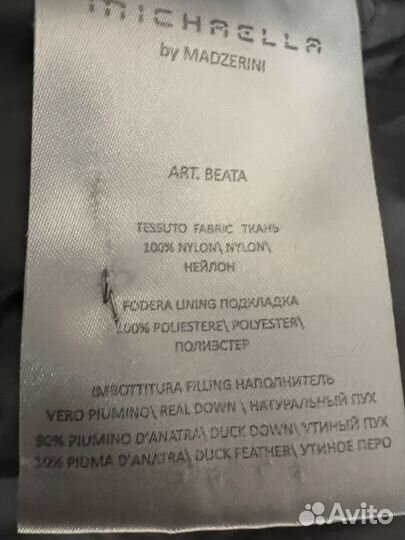 MICHAELLA
by MADZERINI
ART. BEATA
TESSUTO FABRIC ТКАНЬ
100% NYLON\ NYLON\
НЕЙЛОН
FODERA LINING ПОДКЛАДКА
100% POLIESTERE\ POLYESTER\
ПОЛИЭСТЕР
IMBOTTITURA FILLING НАПОЛНИТЕЛЬ
VERO PIUMINO\ REAL DOWN \ НАТУРАЛЬНЫЙ ПУХ
90% PIUMINO D'ANATRA\ DUCK DOWN\ УТИНЫЙ ПУХ
10% PIUMA D'ANATRA\ DUCK FEATHER\ УТИНОЕ ПЕРО
Avito